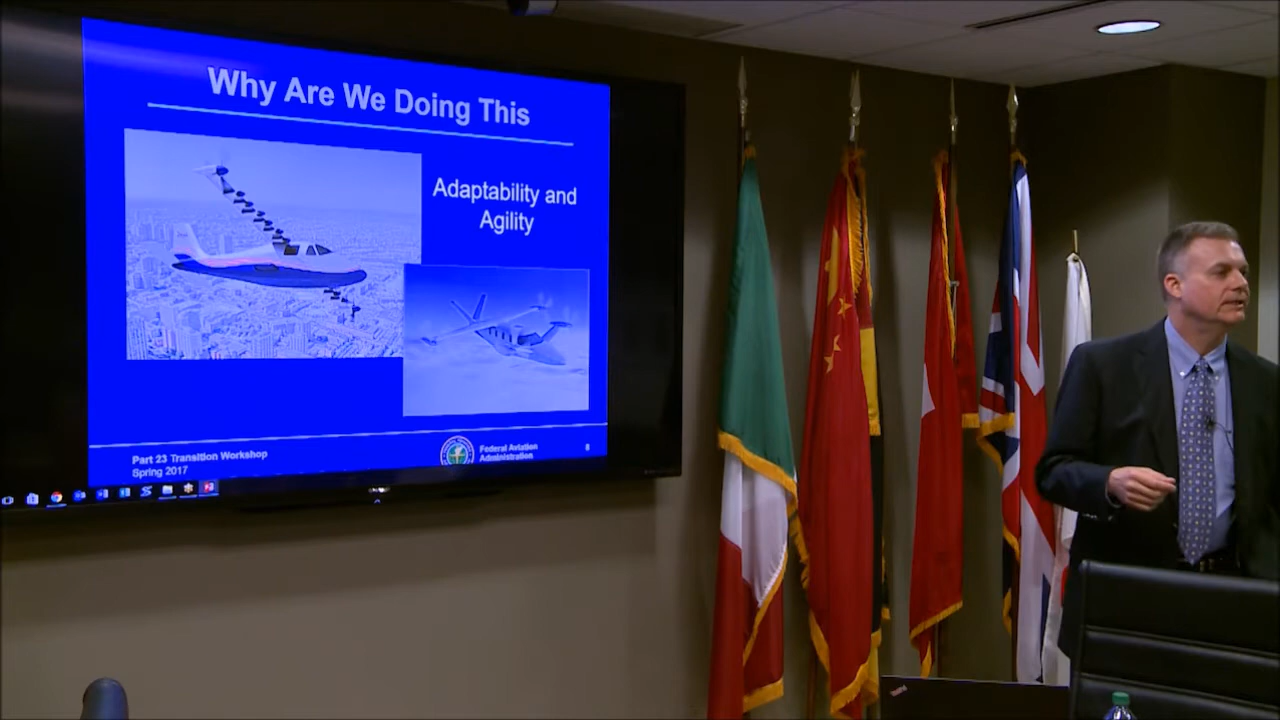 Why Are We Doing This
Adaptability and
Agility
Part 23 Transition Workshop
Spring 2017
Federal Aviation
Administration
8